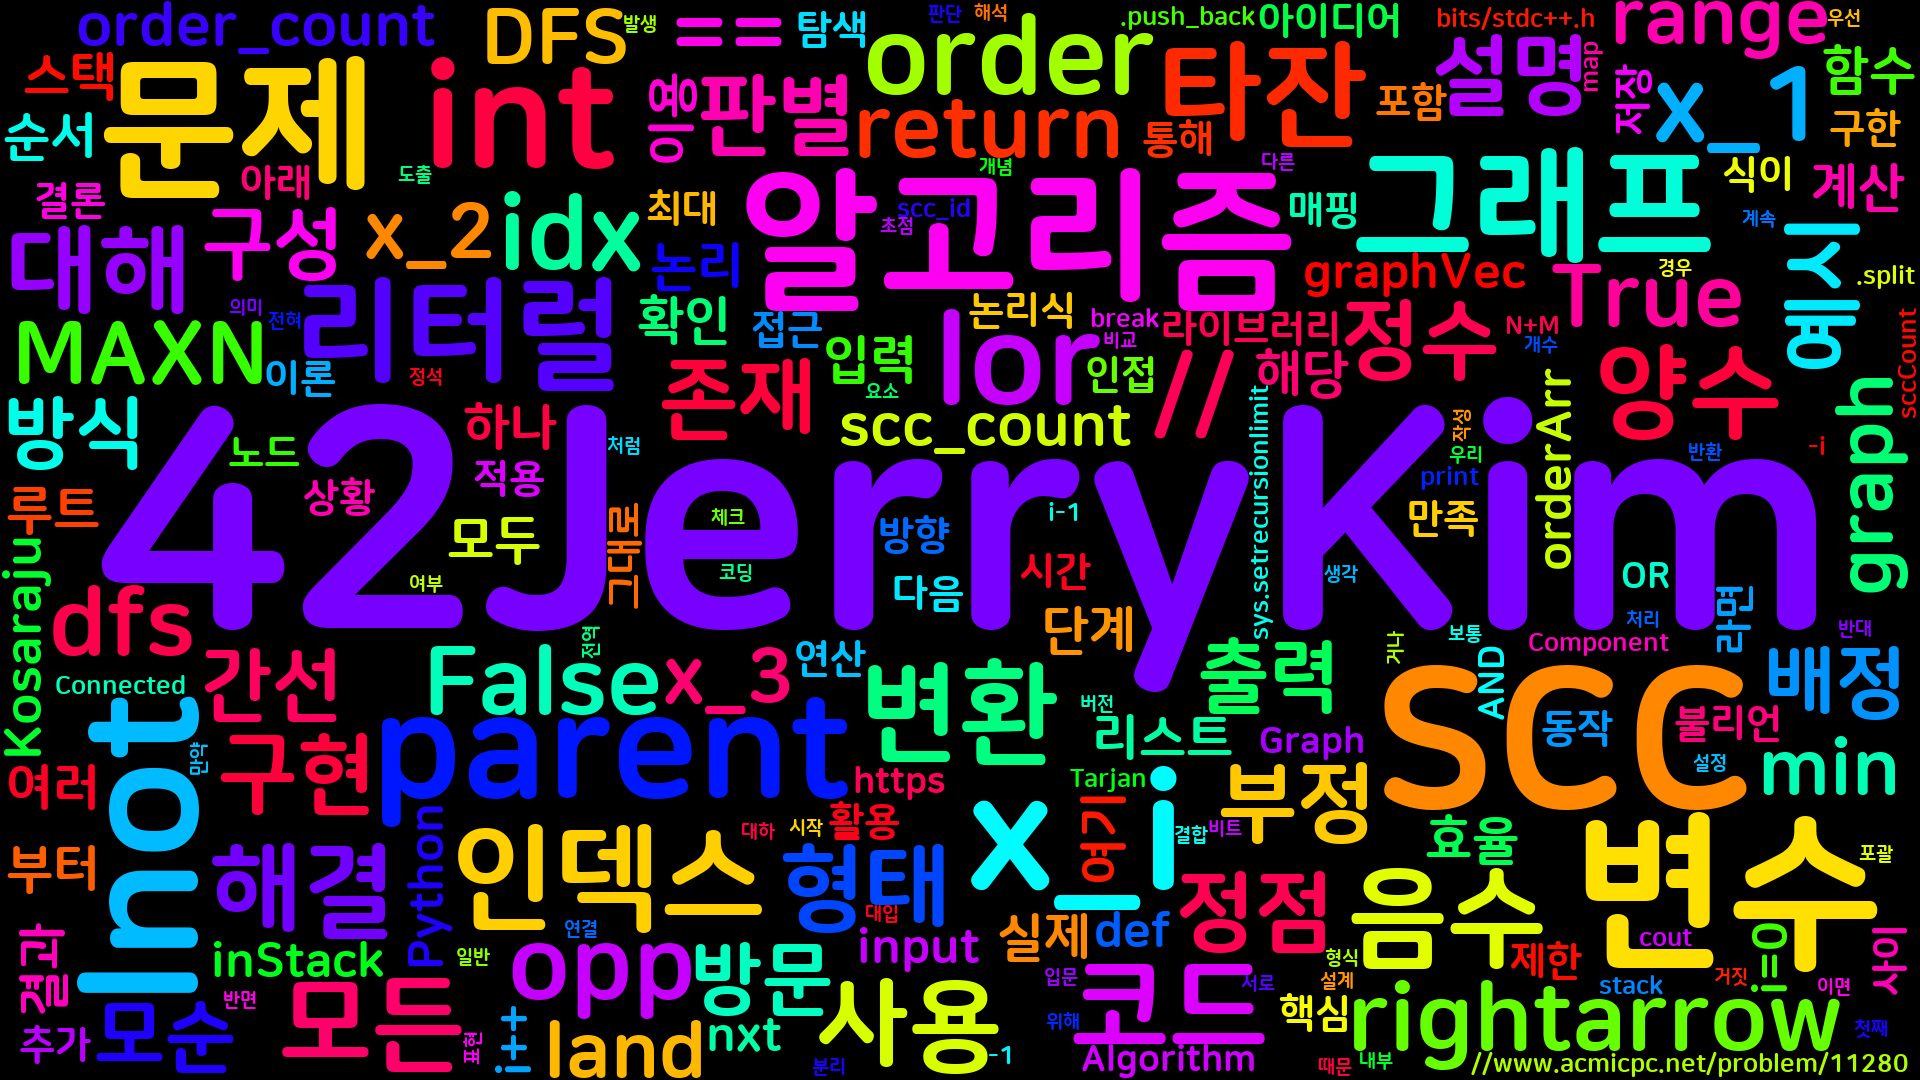 order_count
DFS
발생
==
탐색
판단
해석
.push_back
아이디어
bits/stdc++.h
range
우선
스택
문제
int
응
판별
order
return
타잔
통해
포함
설명
map
저장
x_1
함수
구한
순서
결론
아래
도출
개념
다른
알고리즘
그래프
식이
계산
대해
구성
x_2
idx
최대
논리
scc_id
초점
매핑
계속
시
graphVec
경우
.split
의미
전혀
리터럴
확인
접근
논리식
break
비교
라이브러리
정수
True
N+M
개수
응
MAXN
이론
정석
존재
입력
요소
lor
인접
//
해당
양수
sccCount
방식
노드
하나
처럼
scc_count
sys.setrecursionlimit
작성
우리
orderArr
반환
-i
graph
42JerryKim
루트
상황
적용
모두
그대로
체크
코딩
방향
i-1
print
만족
여부
다음
시간
생각
OR
라면
Kosaraju
dfs
단계
처리
반대
Connected
간선
False
전역
x_3
연산
변환
출력
거나
보통
AND
Component
배정
lnot
만약
구현
parent
버전
리스트
Graph
SCC
동작
불리언
설정
min
여러
Python
https
Tarjan
부정
부터
해결
인덱스
대하
시작
활용
형태
x_i
여기
결합
비트
효율
변수
포괄
결과
inStack
일반
연결
대입
input
실제
def
정점
음수
제한
cout
i=0
사이
모순
반면
모든
opp
방문
입문
코드
서로
형식
설계
stack
거짓
이면
추가
표현
i++
land
nxt
분리
사용
-1
위해
Algorithm
핵심
때문
내부
rightarrow
첫째
//www.acmicpc.net/problem/11280